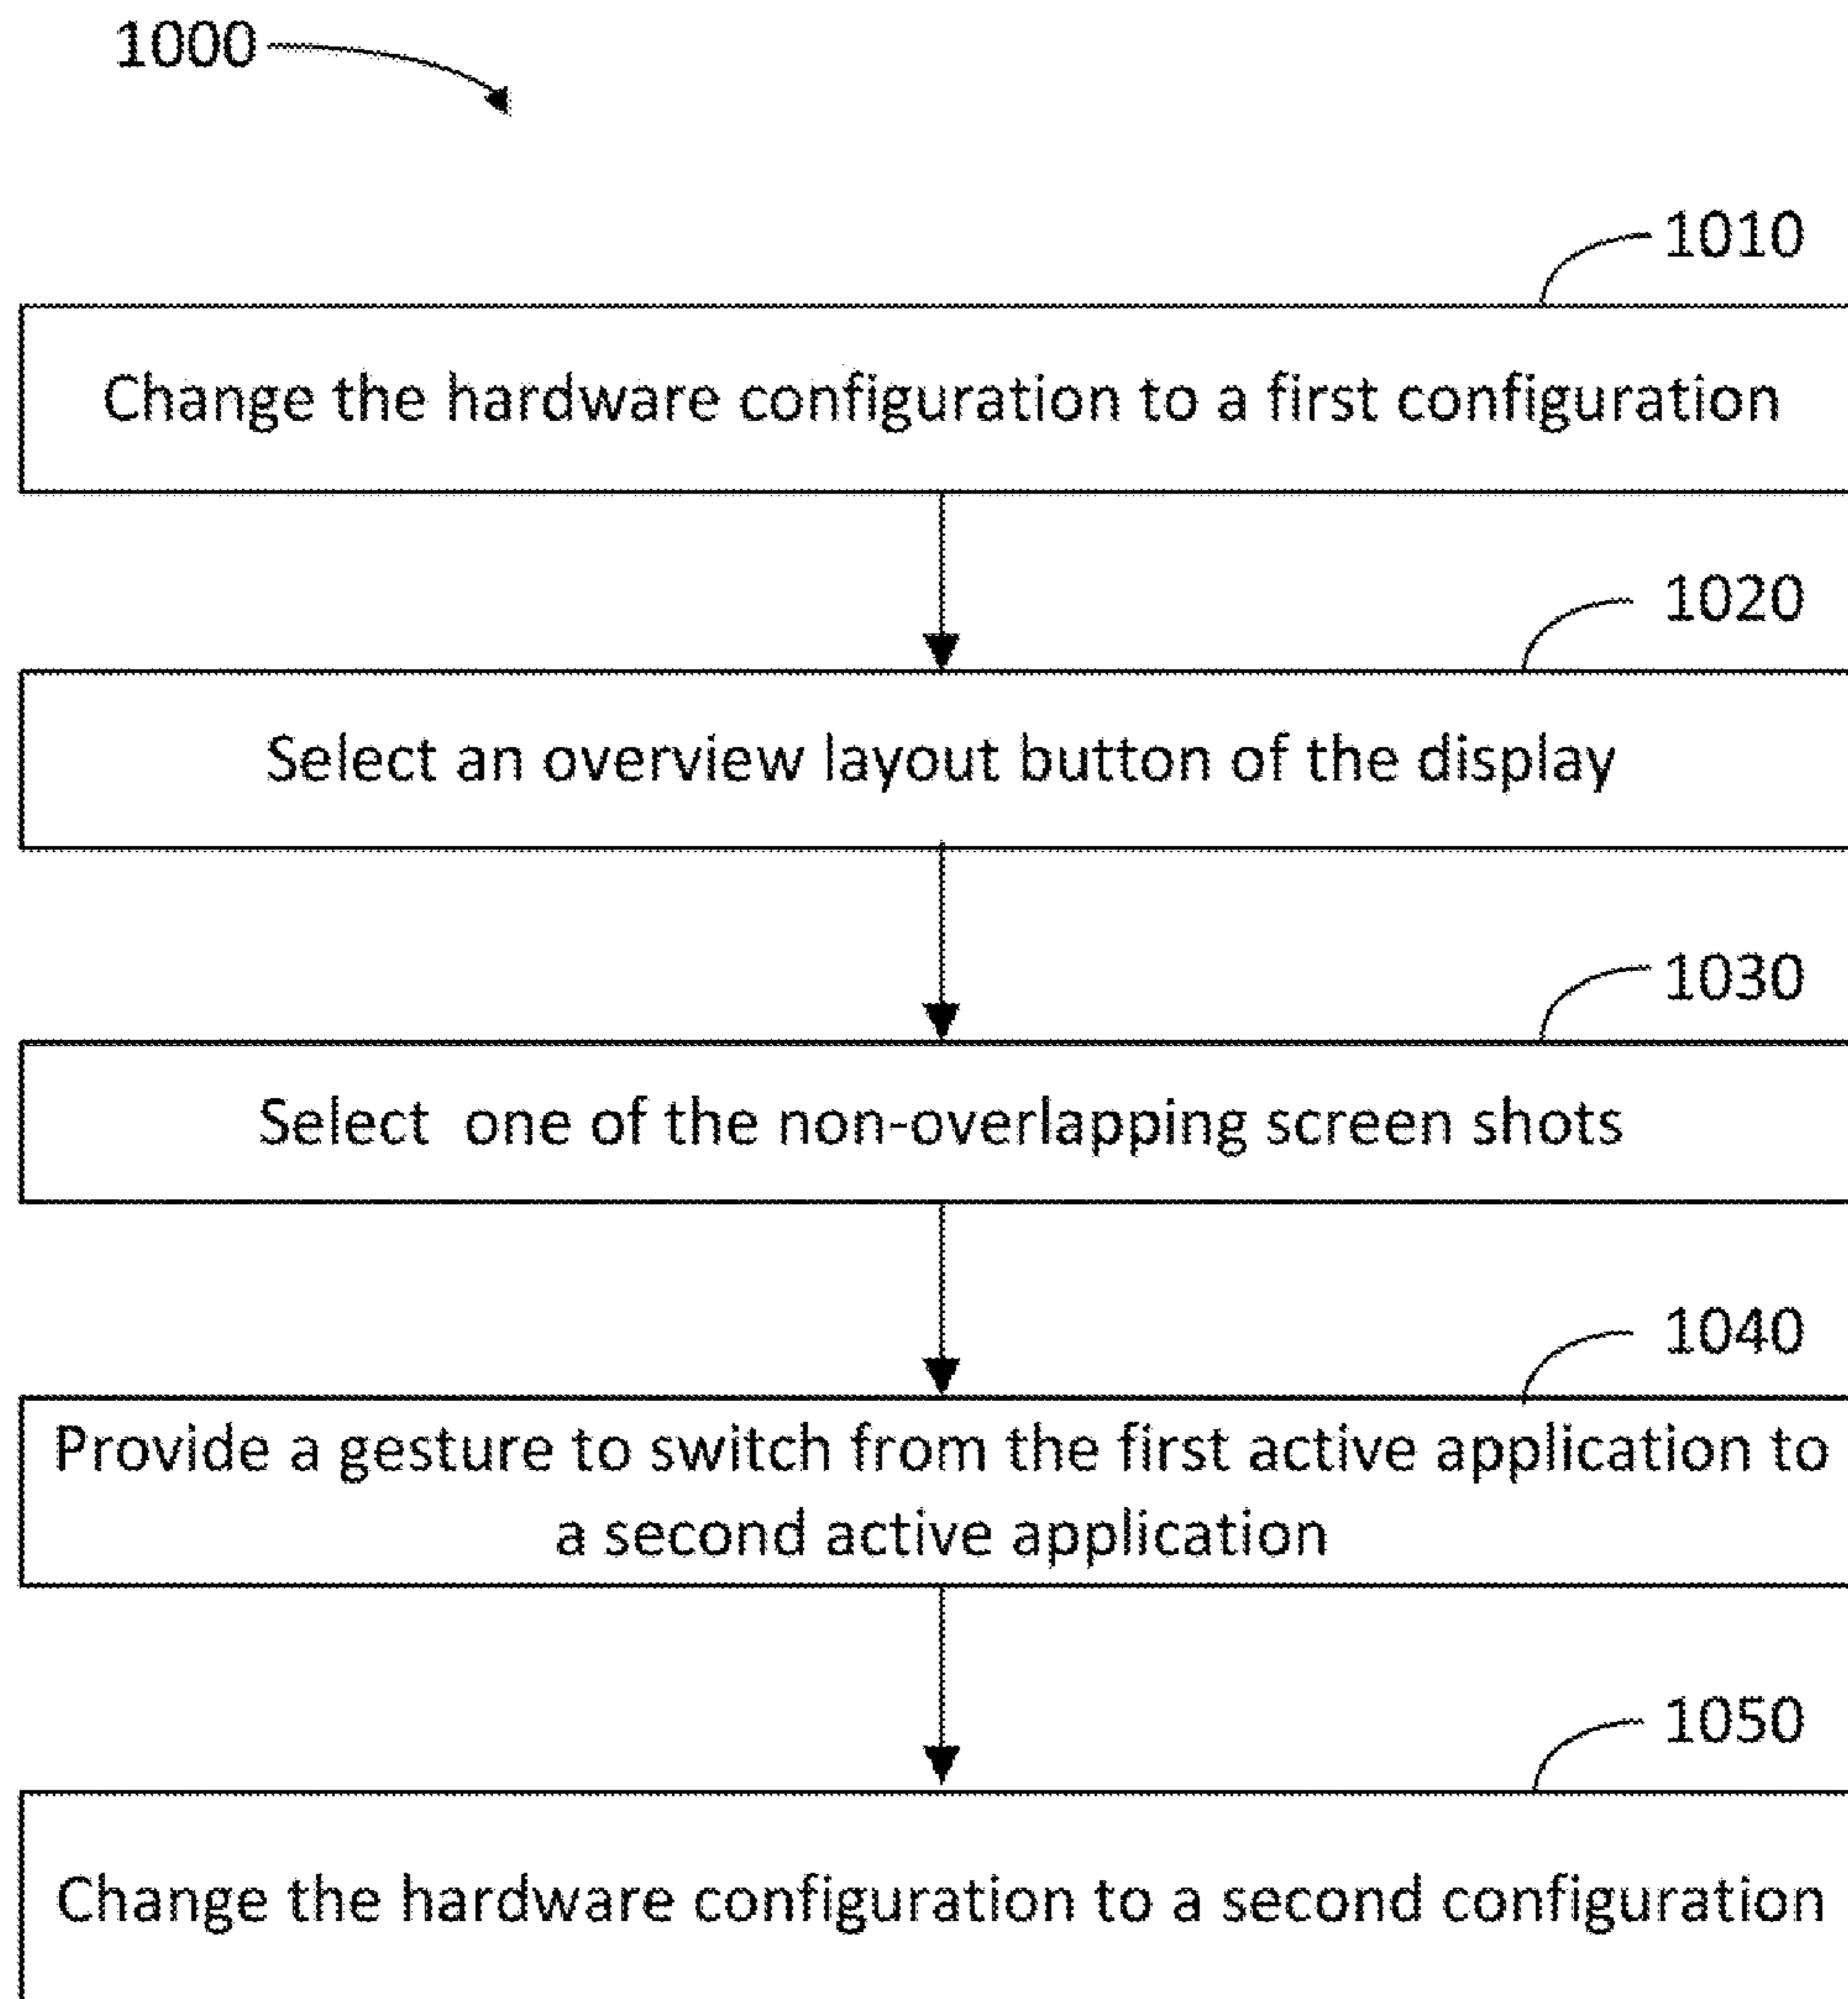 1000
1010
Change the hardware configuration to a first configuration
1020
Select an overview layout button of the display
1030
Select one of the non-overlapping screen shots
1040
Provide a gesture to switch from the first active application to
a second active application
1050
Change the hardware configuration to a second configuration